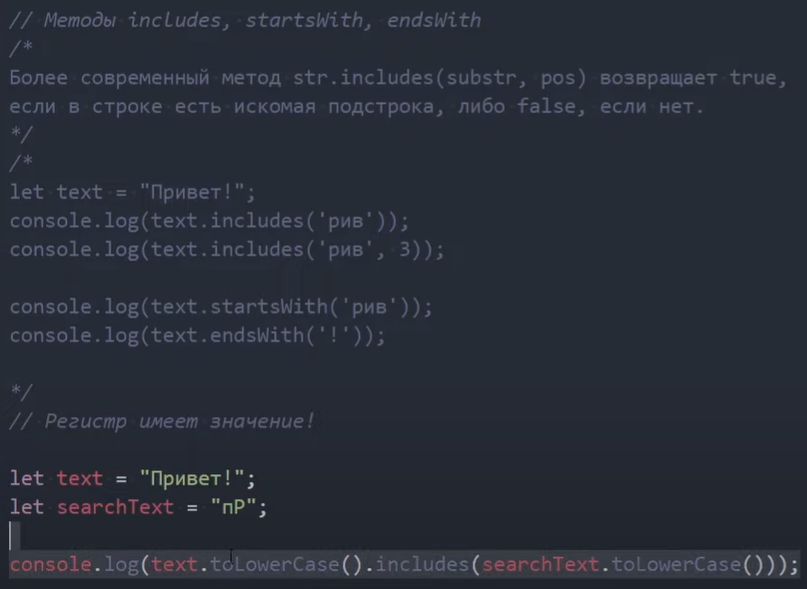 // Методы includes, startsWith, endsWith
/*
Более современный метод str.includes(substr, pos) возвращает true,
если в строке есть искомая подстрока, либо false, если нет.
*/
/*
let text = "Привет!";
console.log(text.includes('рив'));
console.log(text.includes('рив', 3));
console.log(text.startsWith('рив'));
console.log(text.endsWith('!'));
*/
// Регистр имеет значение!
let text = "Привет!";
let searchText = "пР";
console.log(text.toLowerCase().includes(searchText.toLowerCase()));